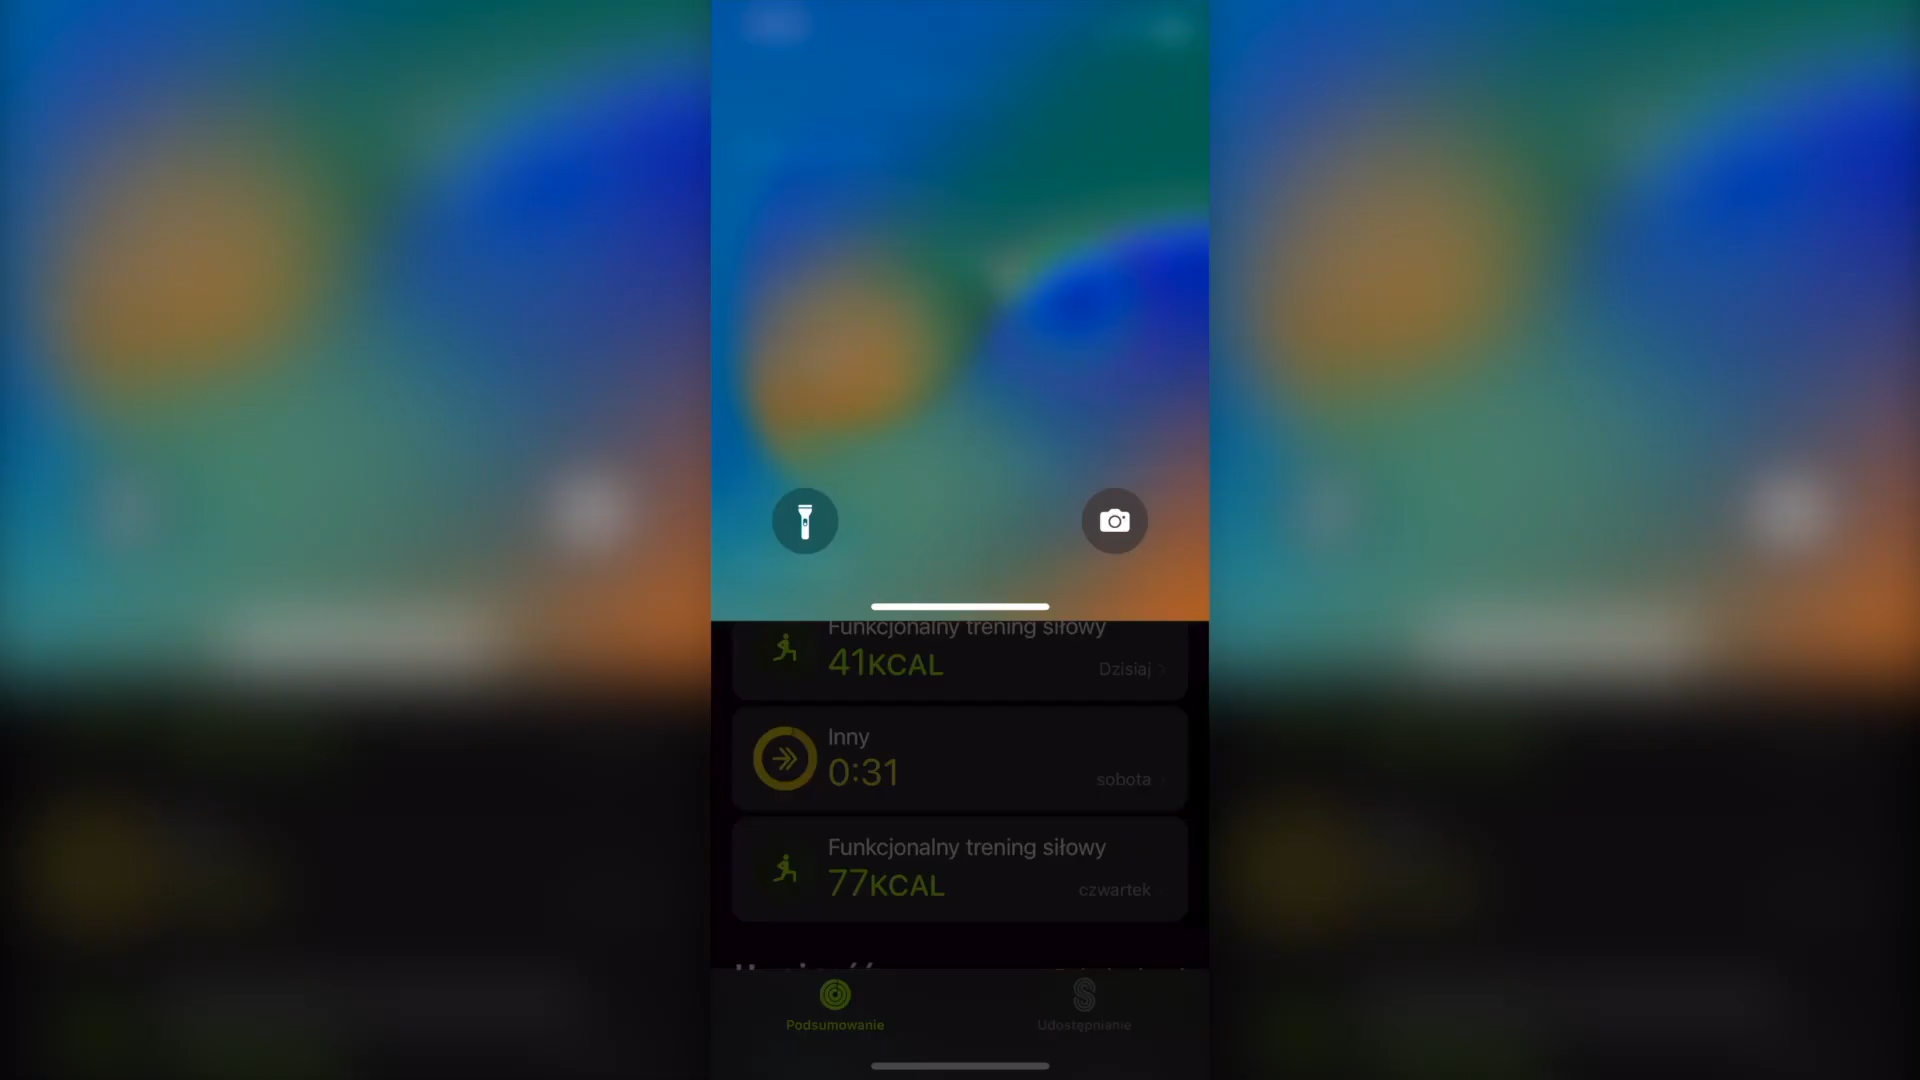 Funkcjonalny trening siłowy
41KCAL
Dzisiaj
Inny
0:31
sobota
Funkcjonalny trening siłowy
77KCAL
czwartek
Podsumowanie
Udostępnianie